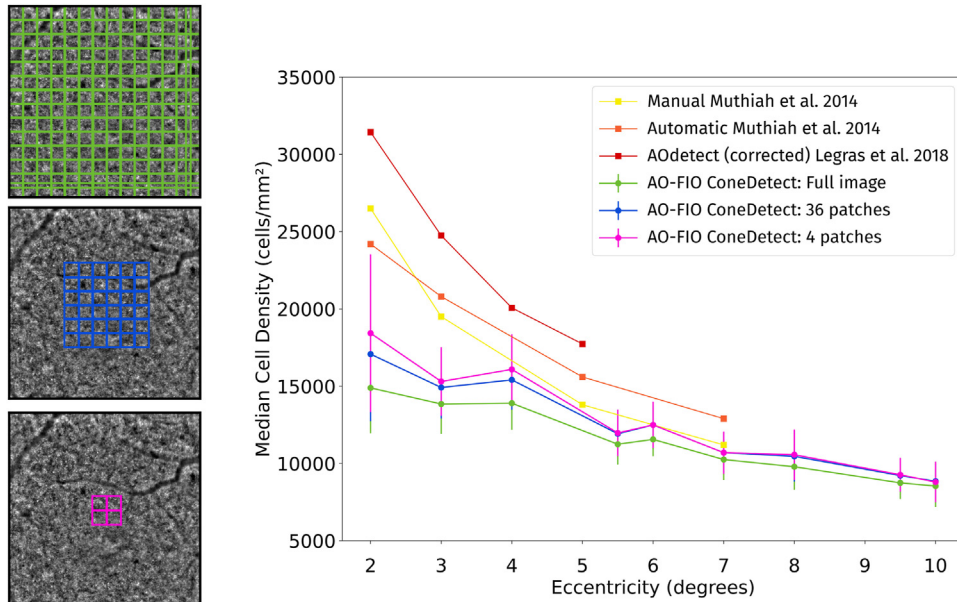 35000
30000
25000
20000
15000
10000
5000
Median Cell Density (cells/mm²)
Manual Muthiah et al. 2014
Automatic Muthiah et al. 2014
AOdetect (corrected) Legras et al. 2018
AO-FIO ConeDetect: Full image
AO-FIO ConeDetect: 36 patches
AO-FIO ConeDetect: 4 patches
2 3 4 5 6 7 8 9 10
Eccentricity (degrees)